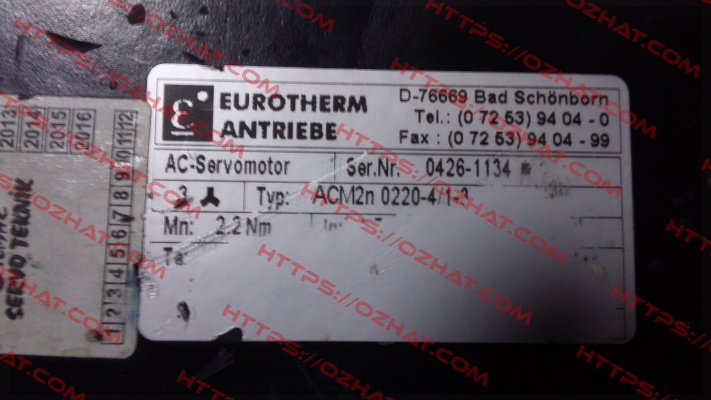 EUROTHERM
ANTRIEBE
D-76669 Bad Schönborn
Tel.: (0 72 53) 94 04 - 0
Fax : (0 72 53) 94 04 - 99
AC-Servomotor Ser.Nr. 0426-1134 *
3 Typ: ACM2n 0220-4/1-3
Mn: 2.2 Nm
2013
2014
2015
2016
1 2 3 4 5 6 7 8 9 10 11 12
SERVO TEKNIK
HTTPS://OZHAT.COM